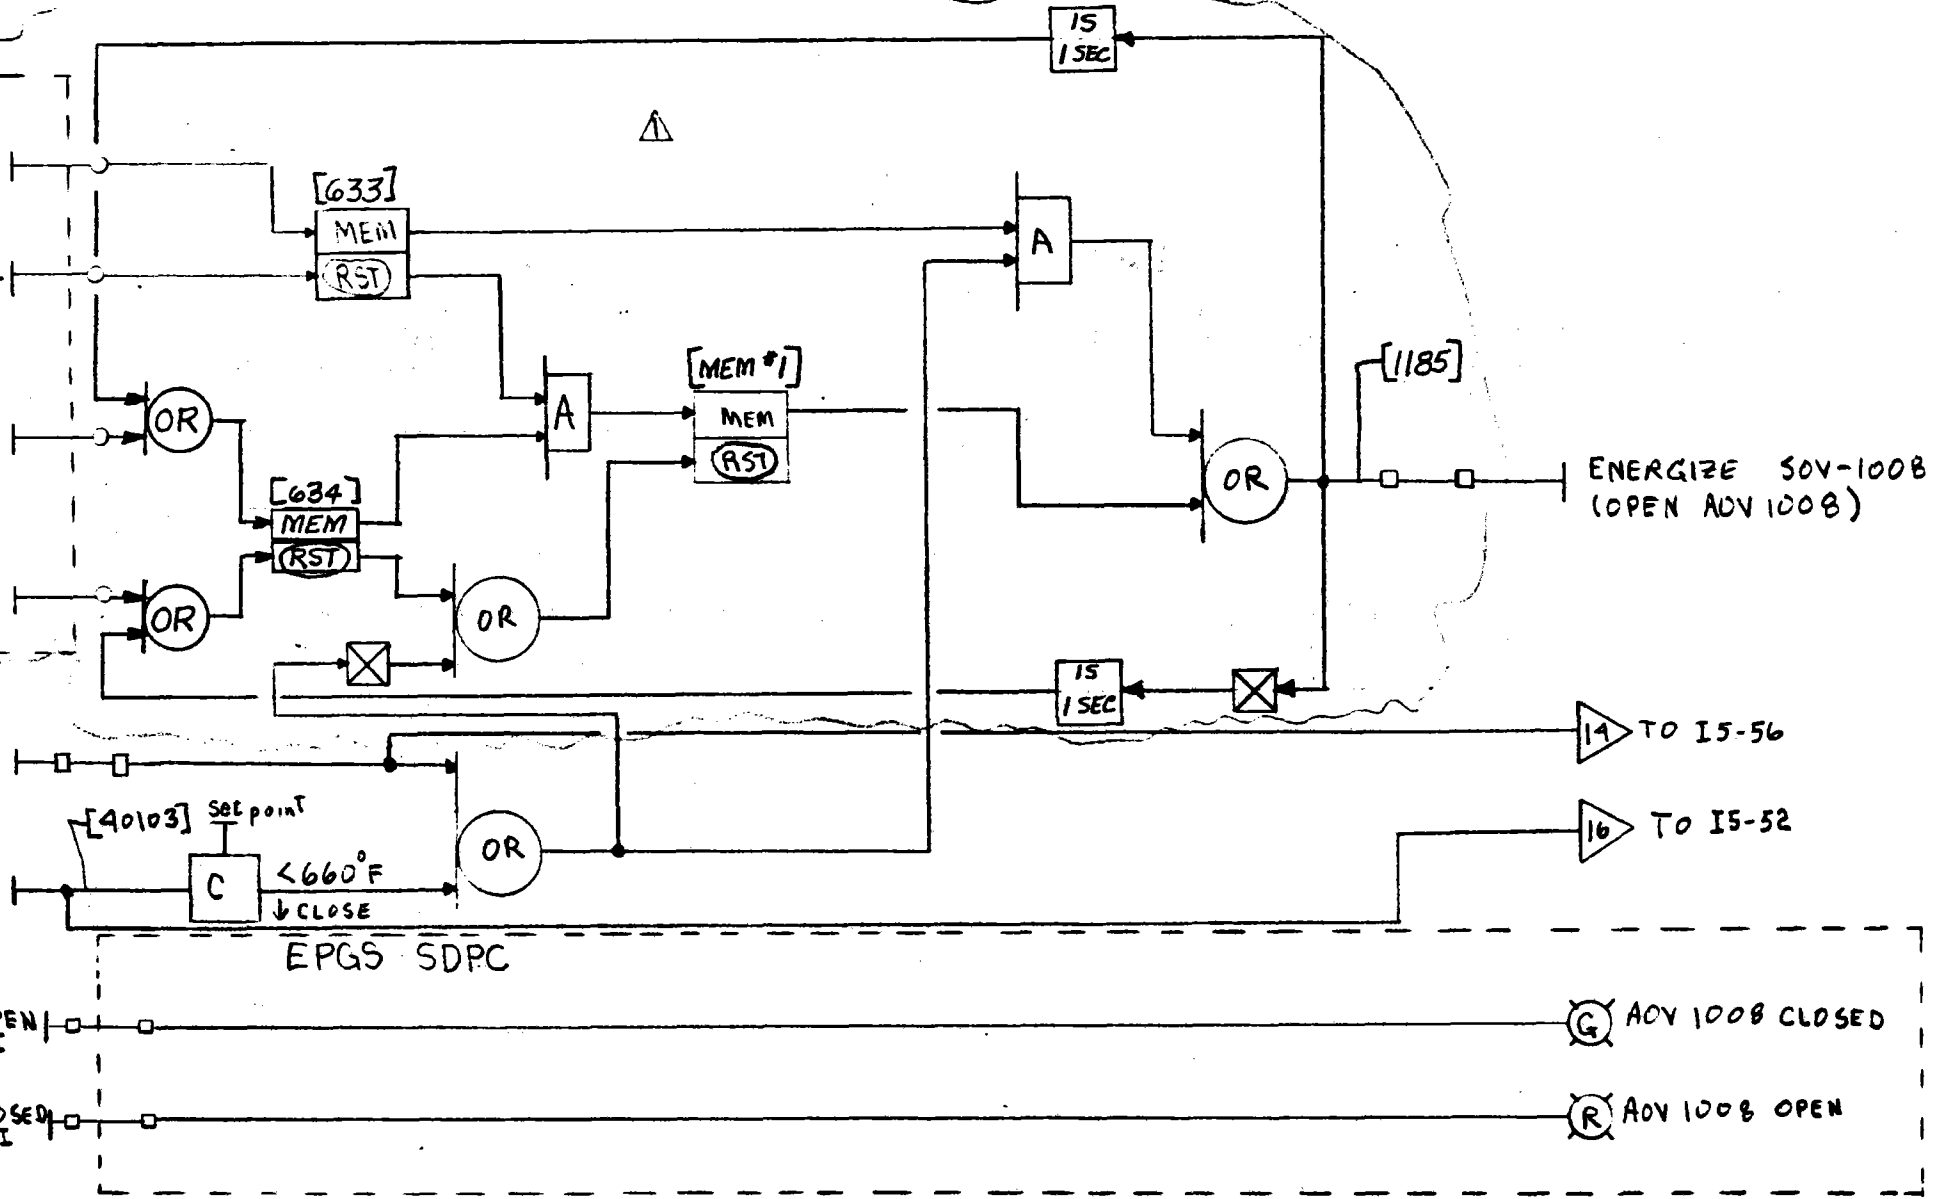 15
1 SEC
1
[633]
MEM
RST
A
[MEM #1]
MEM
RST
A
[1185]
OR
[634]
MEM
RST
A
OR
ENERGIZE SOV-1008
(OPEN AOV 1008)
OR
OR
15
1 SEC
14 TO I5-56
[40103] set point
C
<660°F
↓ CLOSE
OR
16 TO I5-52
EPGS SDPC
G AOV 1008 CLOSED
R AOV 1008 OPEN